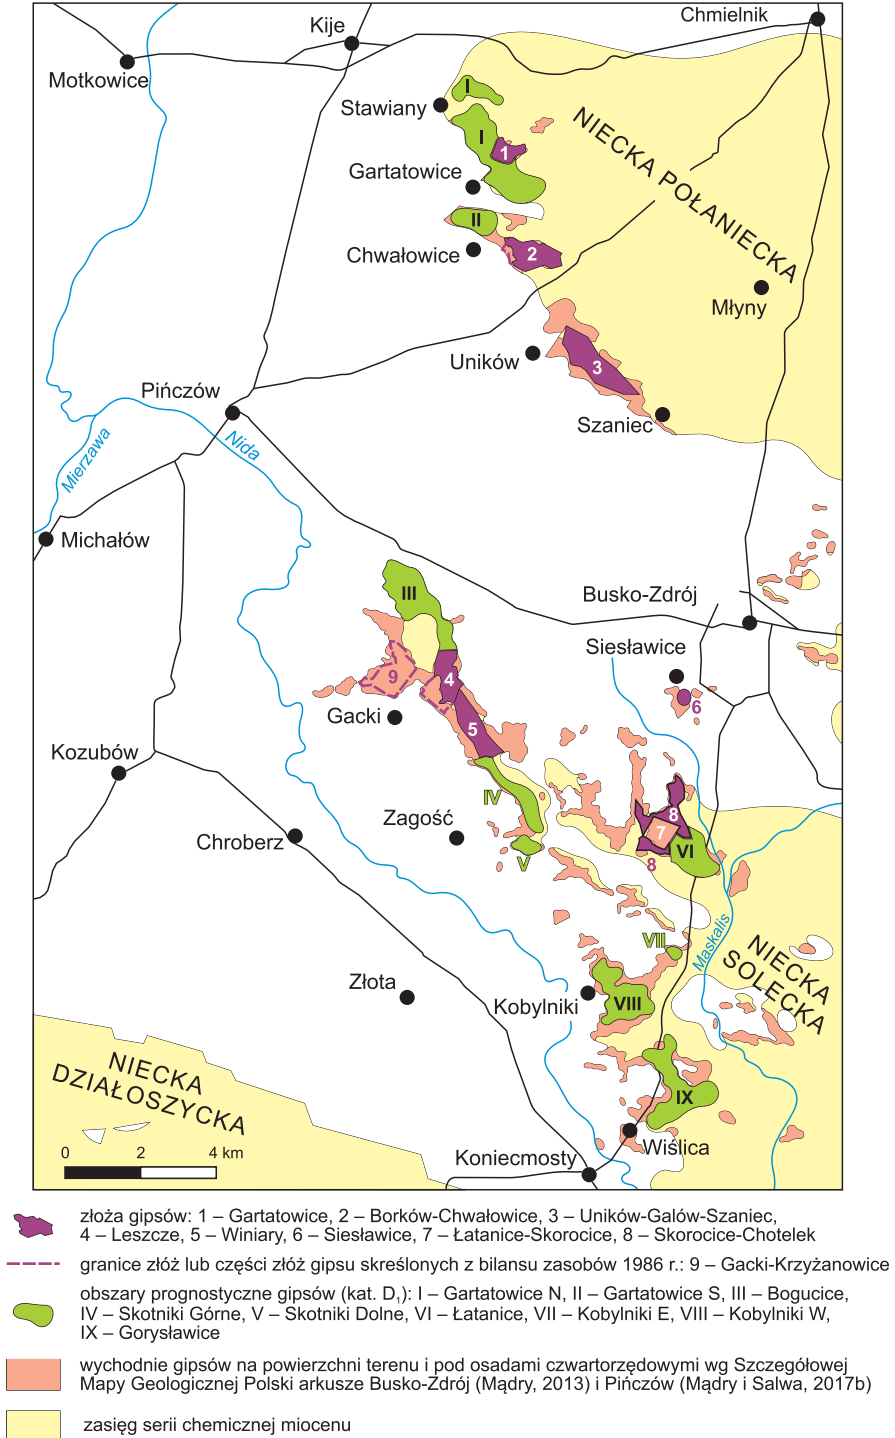 Kije
Chmielnik
Motkowice
Stawiany
I
I
1
NIECKA POŁANIECKA
Gartatowice
II
Chwałowice
2
Młyny
Uników
3
Pińczów
Szaniec
Nida
Mierzawa
Michałów
III
Busko-Zdrój
Siesławice
9
4
6
Gacki
5
Kozubów
IV
8
Zagość
7
Chroberz
VI
V
8
Maskalis
VII
NIECKA
SOLECKA
Złota
Kobylniki
VIII
NIECKA
DZIAŁOSZYCKA
IX
0 2 4 km
Wiślica
Koniecmosty
złoża gipsów: 1 – Gartatowice, 2 – Borków-Chwałowice, 3 – Uników-Galów-Szaniec,
4 – Leszcze, 5 – Winiary, 6 – Siesławice, 7 – Łatanice-Skorocice, 8 – Skorocice-Chotelek
granice złóż lub części złóż gipsu skreślonych z bilansu zasobów 1986 r.: 9 – Gacki-Krzyżanowice
obszary prognostyczne gipsów (kat. D₁): I – Gartatowice N, II – Gartatowice S, III – Bogucice,
IV – Skotniki Górne, V – Skotniki Dolne, VI – Łatanice, VII – Kobylniki E, VIII – Kobylniki W,
IX – Gorysławice
wychodnie gipsów na powierzchni terenu i pod osadami czwartorzędowymi wg Szczegółowej
Mapy Geologicznej Polski arkusze Busko-Zdrój (Mądry, 2013) i Pińczów (Mądry i Salwa, 2017b)
zasięg serii chemicznej miocenu